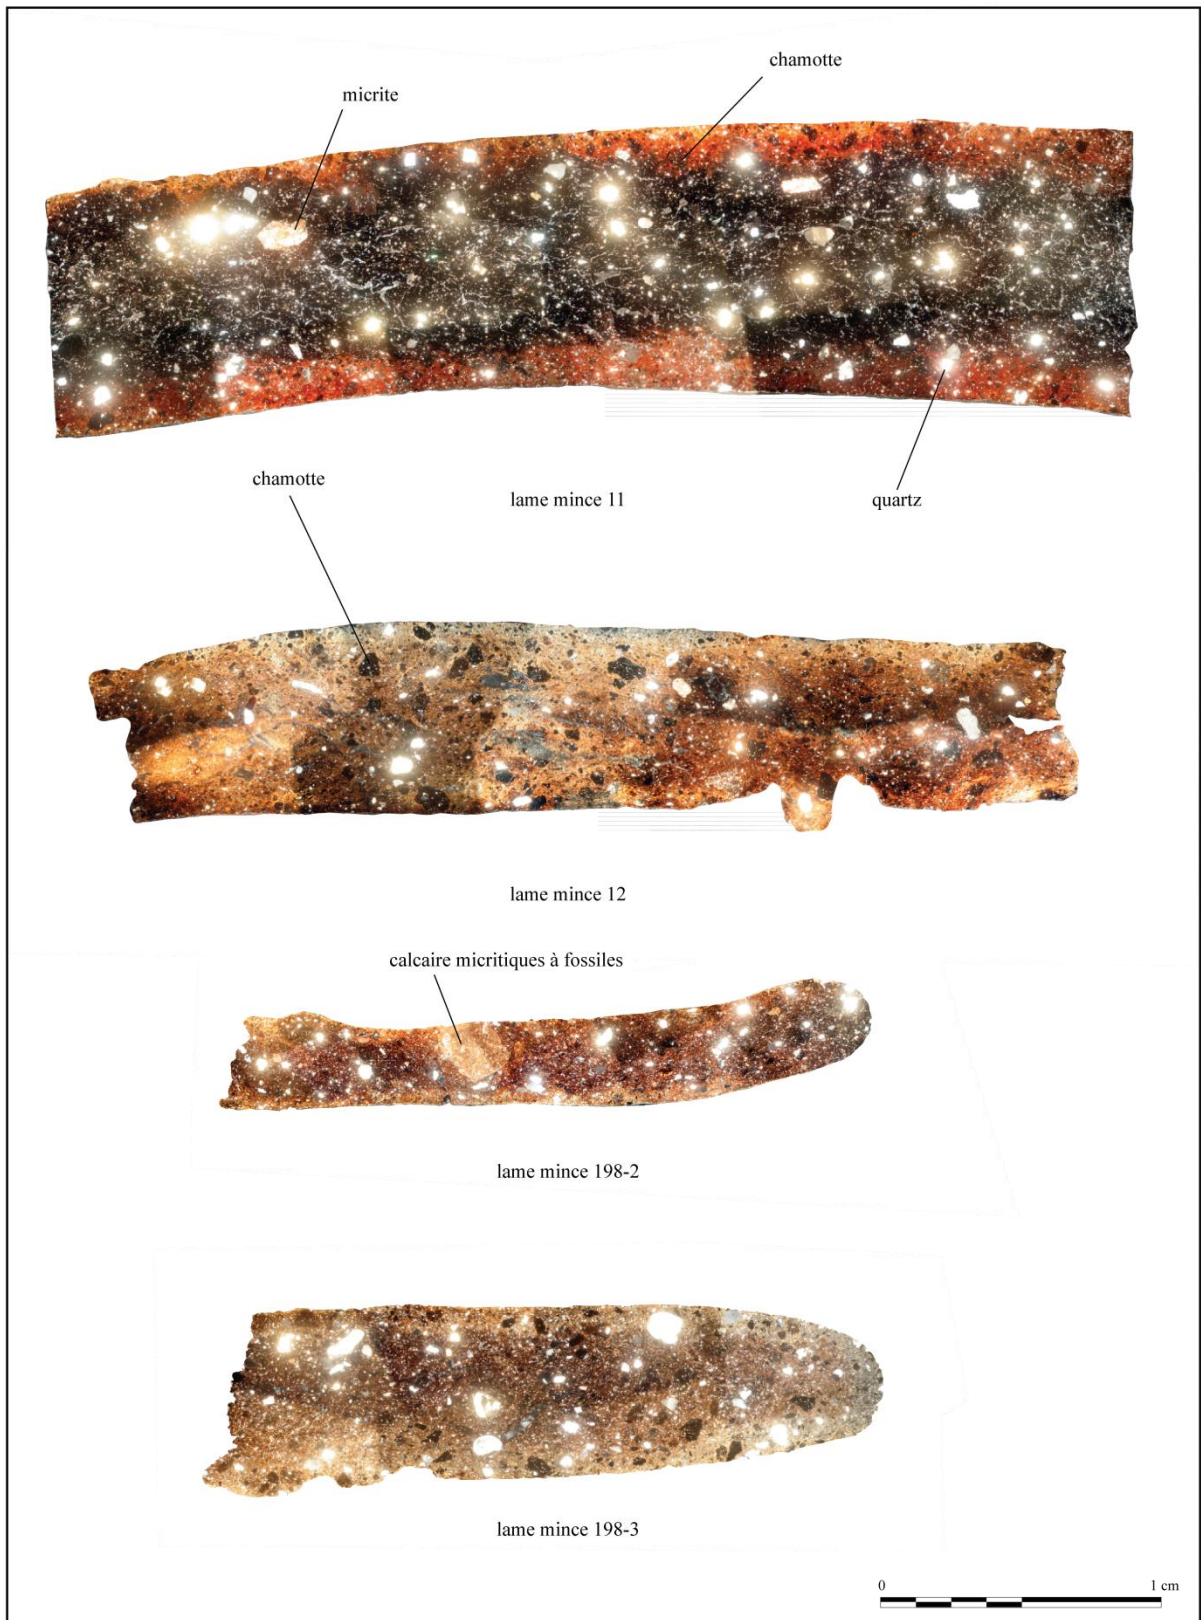 chamotte
micrite
lame mince 11
quartz
chamotte
lame mince 12
calcaire micritiques à fossiles
lame mince 198-2
lame mince 198-3
0 1 cm